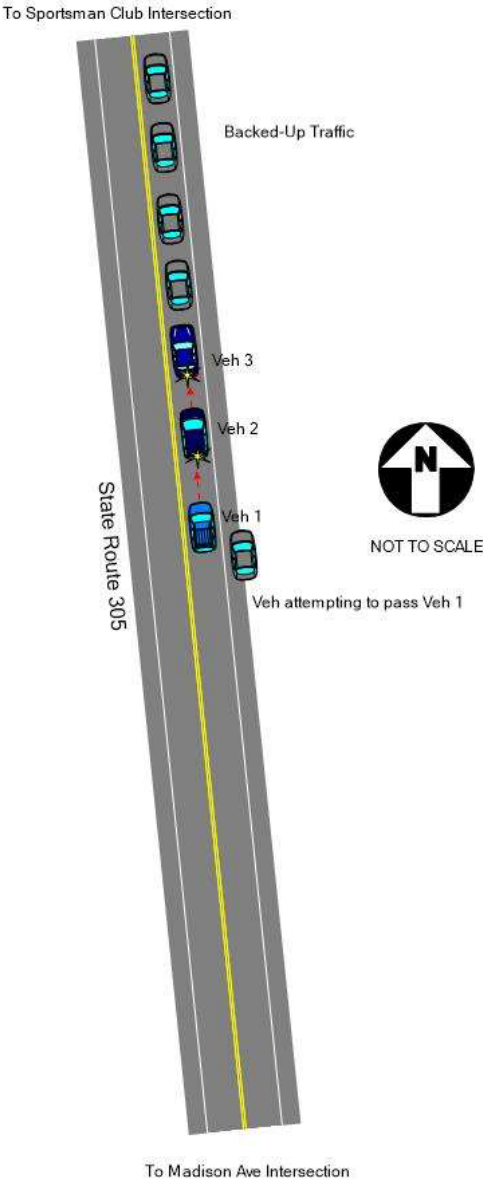 To Sportsman Club Intersection
Backed-Up Traffic
Veh 3
Veh 2
N
Veh 1
State Route 305
NOT TO SCALE
Veh attempting to pass Veh 1
To Madison Ave Intersection